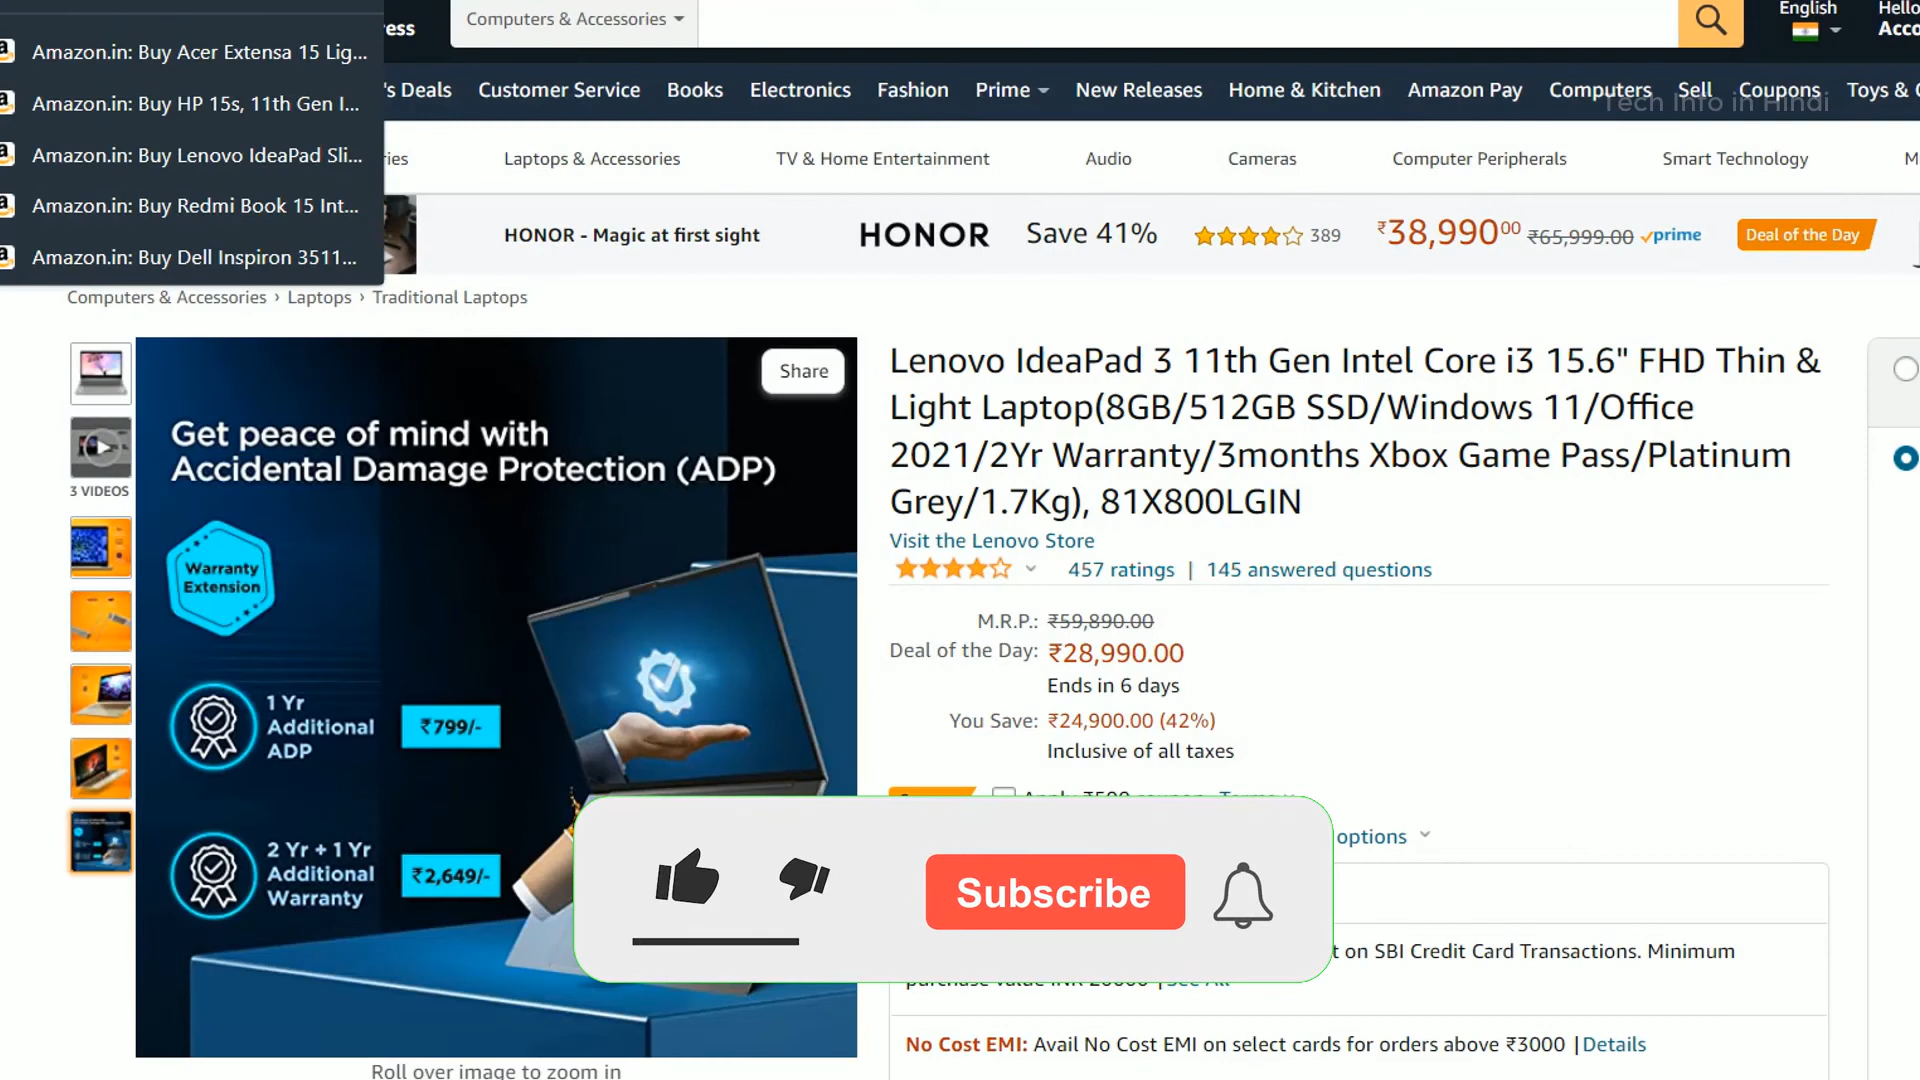 Amazon.in: Buy Acer Extensa 15 Lig...
Amazon.in: Buy HP 15s, 11th Gen I...
Amazon.in: Buy Lenovo IdeaPad Sli...
Amazon.in: Buy Redmi Book 15 Int...
Amazon.in: Buy Dell Inspiron 3511...
ess
Computers & Accessories
English
Hello
Acco
's Deals Customer Service Books Electronics Fashion Prime New Releases Home & Kitchen Amazon Pay Computers Sell Coupons Toys &
Tech Info in Hindi
ies Laptops & Accessories TV & Home Entertainment Audio Cameras Computer Peripherals Smart Technology M
HONOR - Magic at first sight HONOR Save 41% 389 ₹38,990.00 ₹65,999.00 prime Deal of the Day
Computers & Accessories › Laptops › Traditional Laptops
3 VIDEOS
Share
Get peace of mind with
Accidental Damage Protection (ADP)
Warranty
Extension
1 Yr
Additional
ADP
₹799/-
2 Yr + 1 Yr
Additional
Warranty
₹2,649/-
Roll over image to zoom in
Lenovo IdeaPad 3 11th Gen Intel Core i3 15.6" FHD Thin &
Light Laptop(8GB/512GB SSD/Windows 11/Office
2021/2Yr Warranty/3months Xbox Game Pass/Platinum
Grey/1.7Kg), 81X800LGIN
Visit the Lenovo Store
457 ratings | 145 answered questions
M.R.P.: ₹59,890.00
Deal of the Day: ₹28,990.00
Ends in 6 days
You Save: ₹24,900.00 (42%)
Inclusive of all taxes
options
Subscribe
t on SBI Credit Card Transactions. Minimum
No Cost EMI: Avail No Cost EMI on select cards for orders above ₹3000 | Details